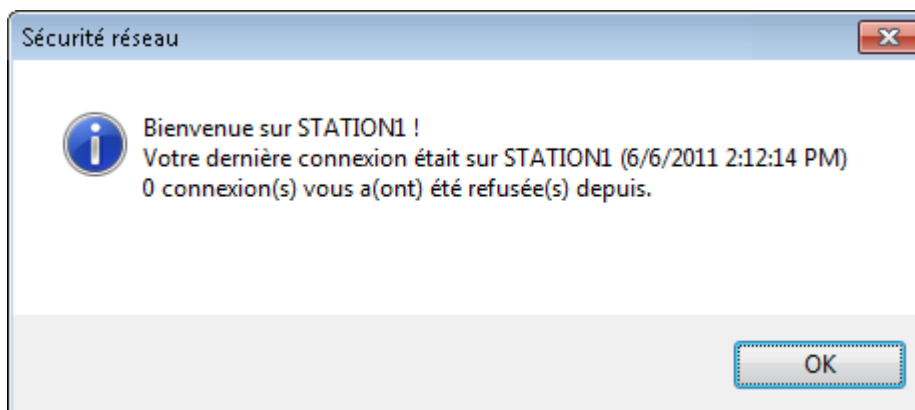 Sécurité réseau
Bienvenue sur STATION1 !
Votre dernière connexion était sur STATION1 (6/6/2011 2:12:14 PM)
0 connexion(s) vous a(ont) été refusée(s) depuis.
OK